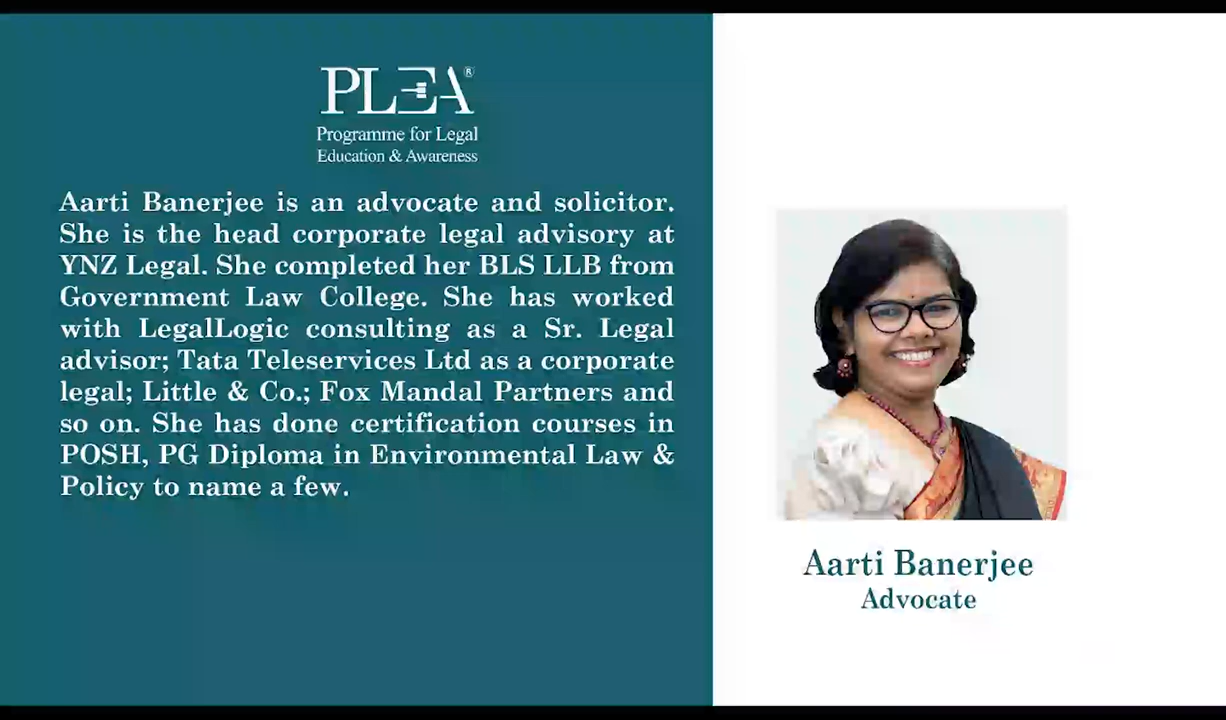 PLEA®
Programme for Legal
Education & Awareness
Aarti Banerjee is an advocate and solicitor.
She is the head corporate legal advisory at
YNZ Legal. She completed her BLS LLB from
Government Law College. She has worked
with LegalLogic consulting as a Sr. Legal
advisor; Tata Teleservices Ltd as a corporate
legal; Little & Co.; Fox Mandal Partners and
so on. She has done certification courses in
POSH, PG Diploma in Environmental Law &
Policy to name a few.
Aarti Banerjee
Advocate